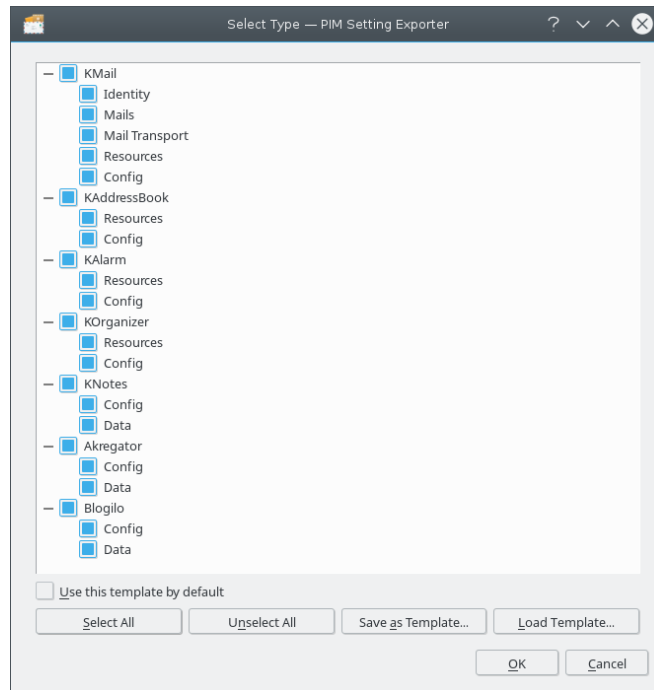 Select Type — PIM Setting Exporter
KMail
Identity
Mails
Mail Transport
Resources
Config
KAddressBook
Resources
Config
KAlarm
Resources
Config
KOrganizer
Resources
Config
KNotes
Config
Data
Akregator
Config
Data
Blogilo
Config
Data
Use this template by default
Select All Unselect All Save as Template... Load Template...
OK Cancel